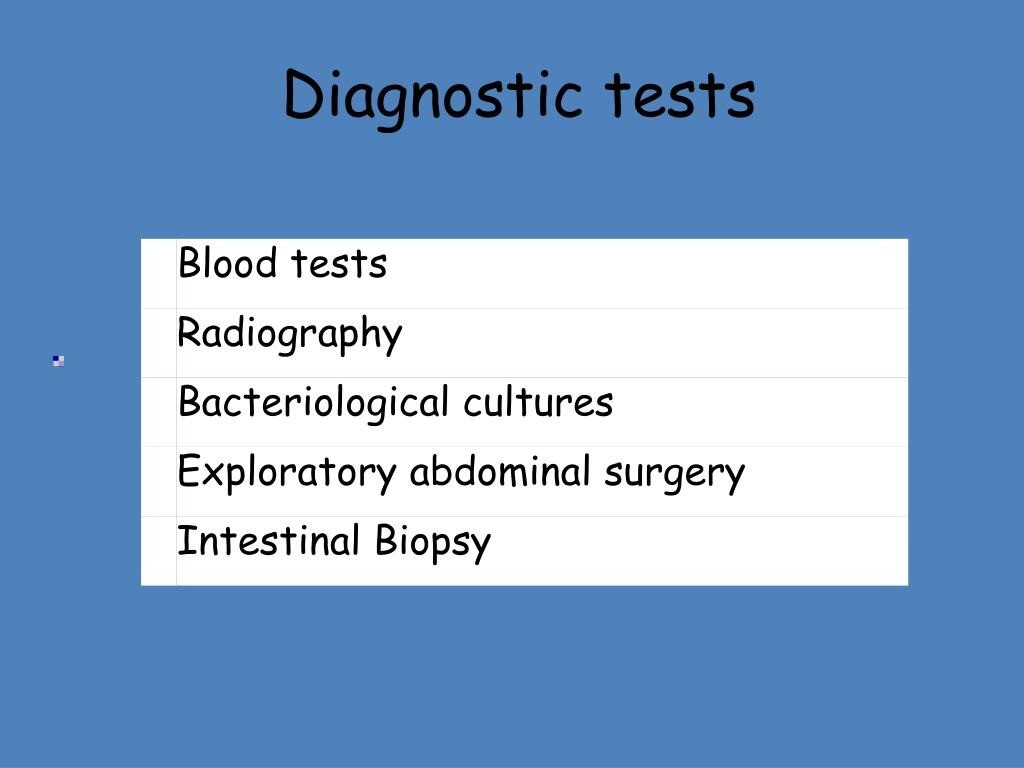 Diagnostic tests
Blood tests
Radiography
Bacteriological cultures
Exploratory abdominal surgery
Intestinal Biopsy